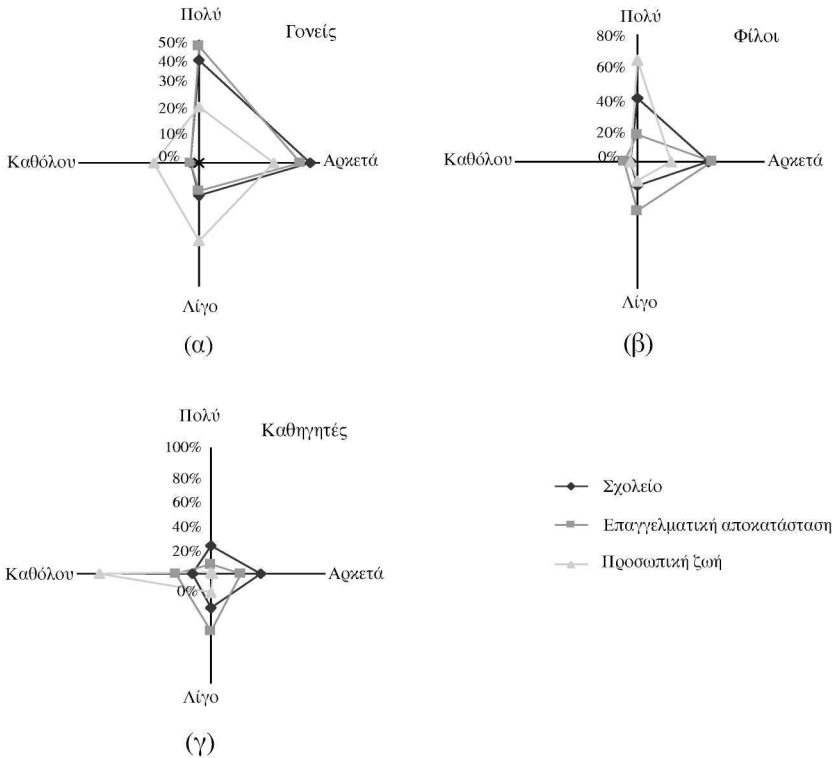 Πολύ
Γονείς
50%
40%
30%
20%
10%
0%
Καθόλου
Αρκετά
Λίγο
(α)
Πολύ
Φίλοι
80%
60%
40%
20%
0%
Καθόλου
Αρκετά
Λίγο
(β)
Πολύ
Καθηγητές
100%
80%
60%
40%
20%
0%
Καθόλου
Αρκετά
Λίγο
(γ)
Σχολείο
Επαγγελματική αποκατάσταση
Προσωπική ζωή